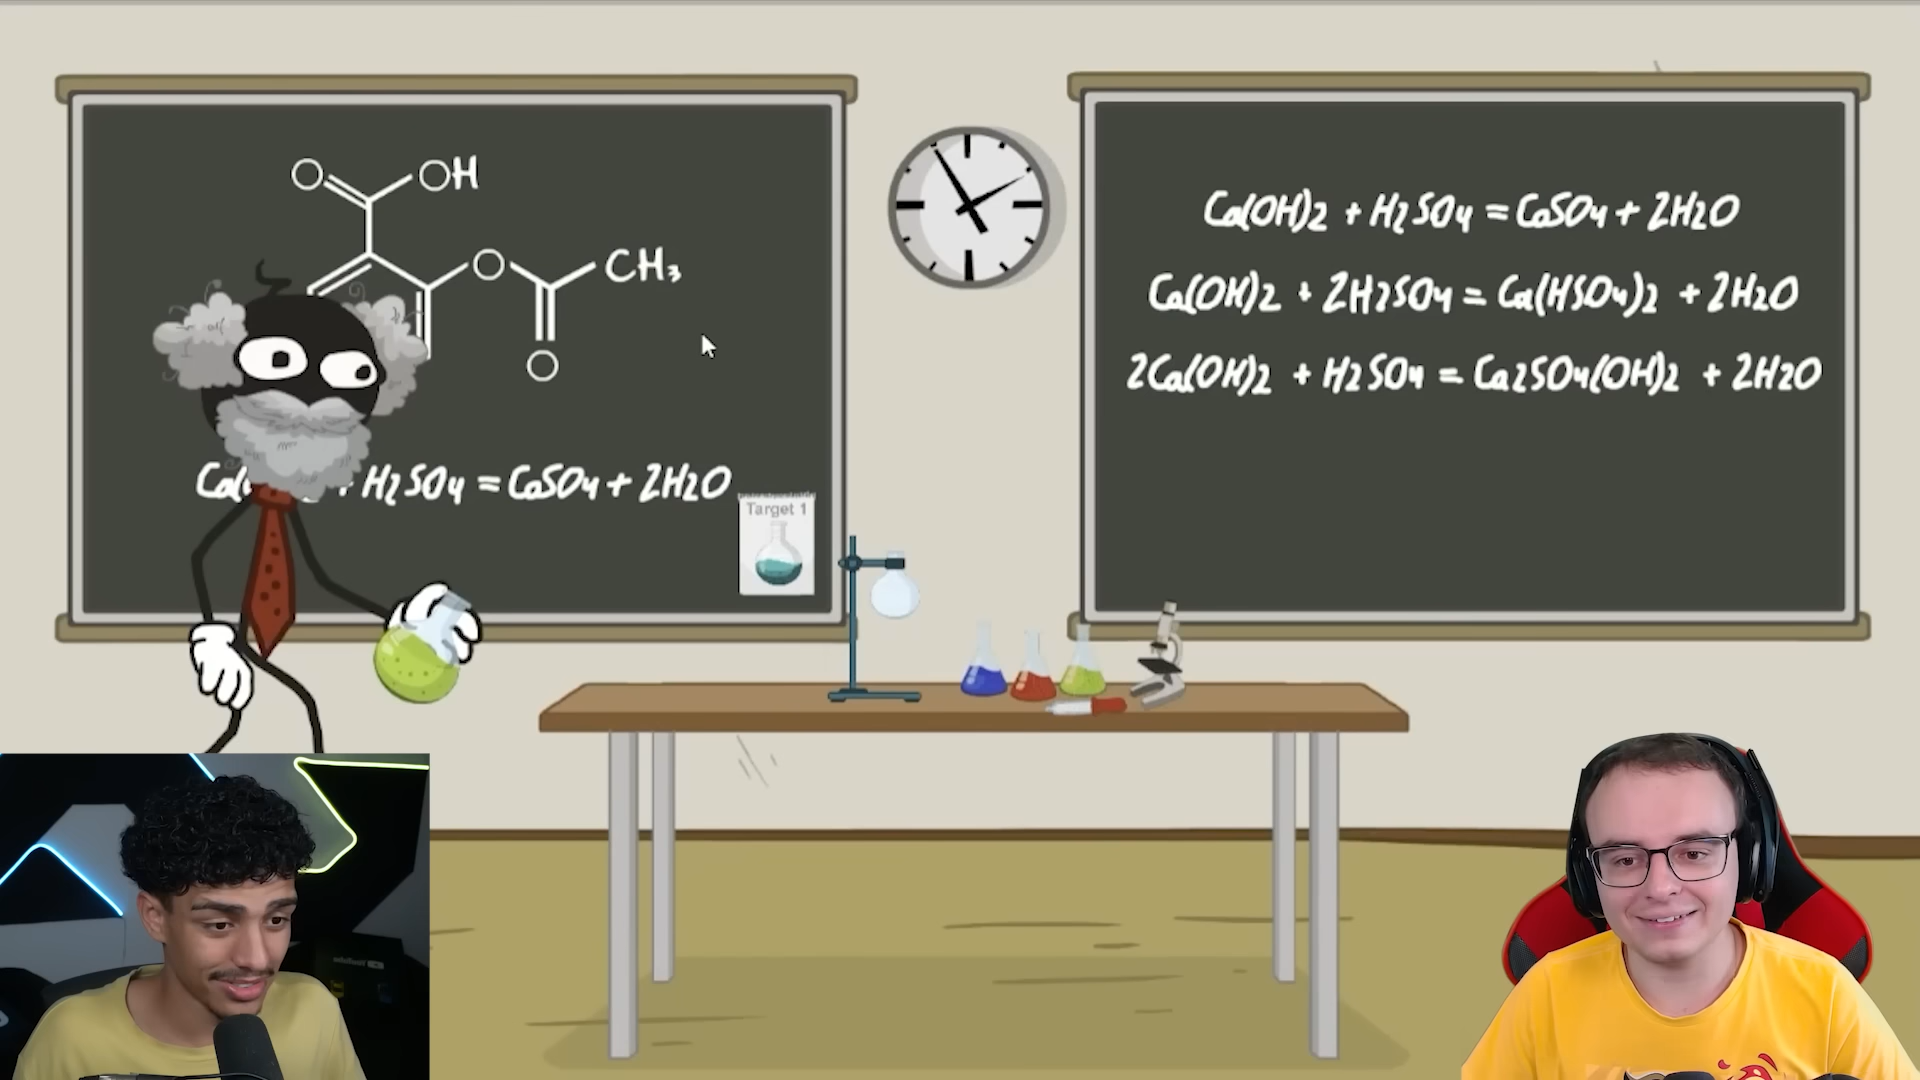 O OH
O CH3
O
H2SO4 = CaSO4 + 2H2O
Target 1
Ca(OH)2 + H2SO4 = CaSO4 + 2H2O
Ca(OH)2 + 2H2SO4 = Ca(HSO4)2 + 2H2O
2Ca(OH)2 + H2SO4 = Ca2SO4(OH)2 + 2H2O